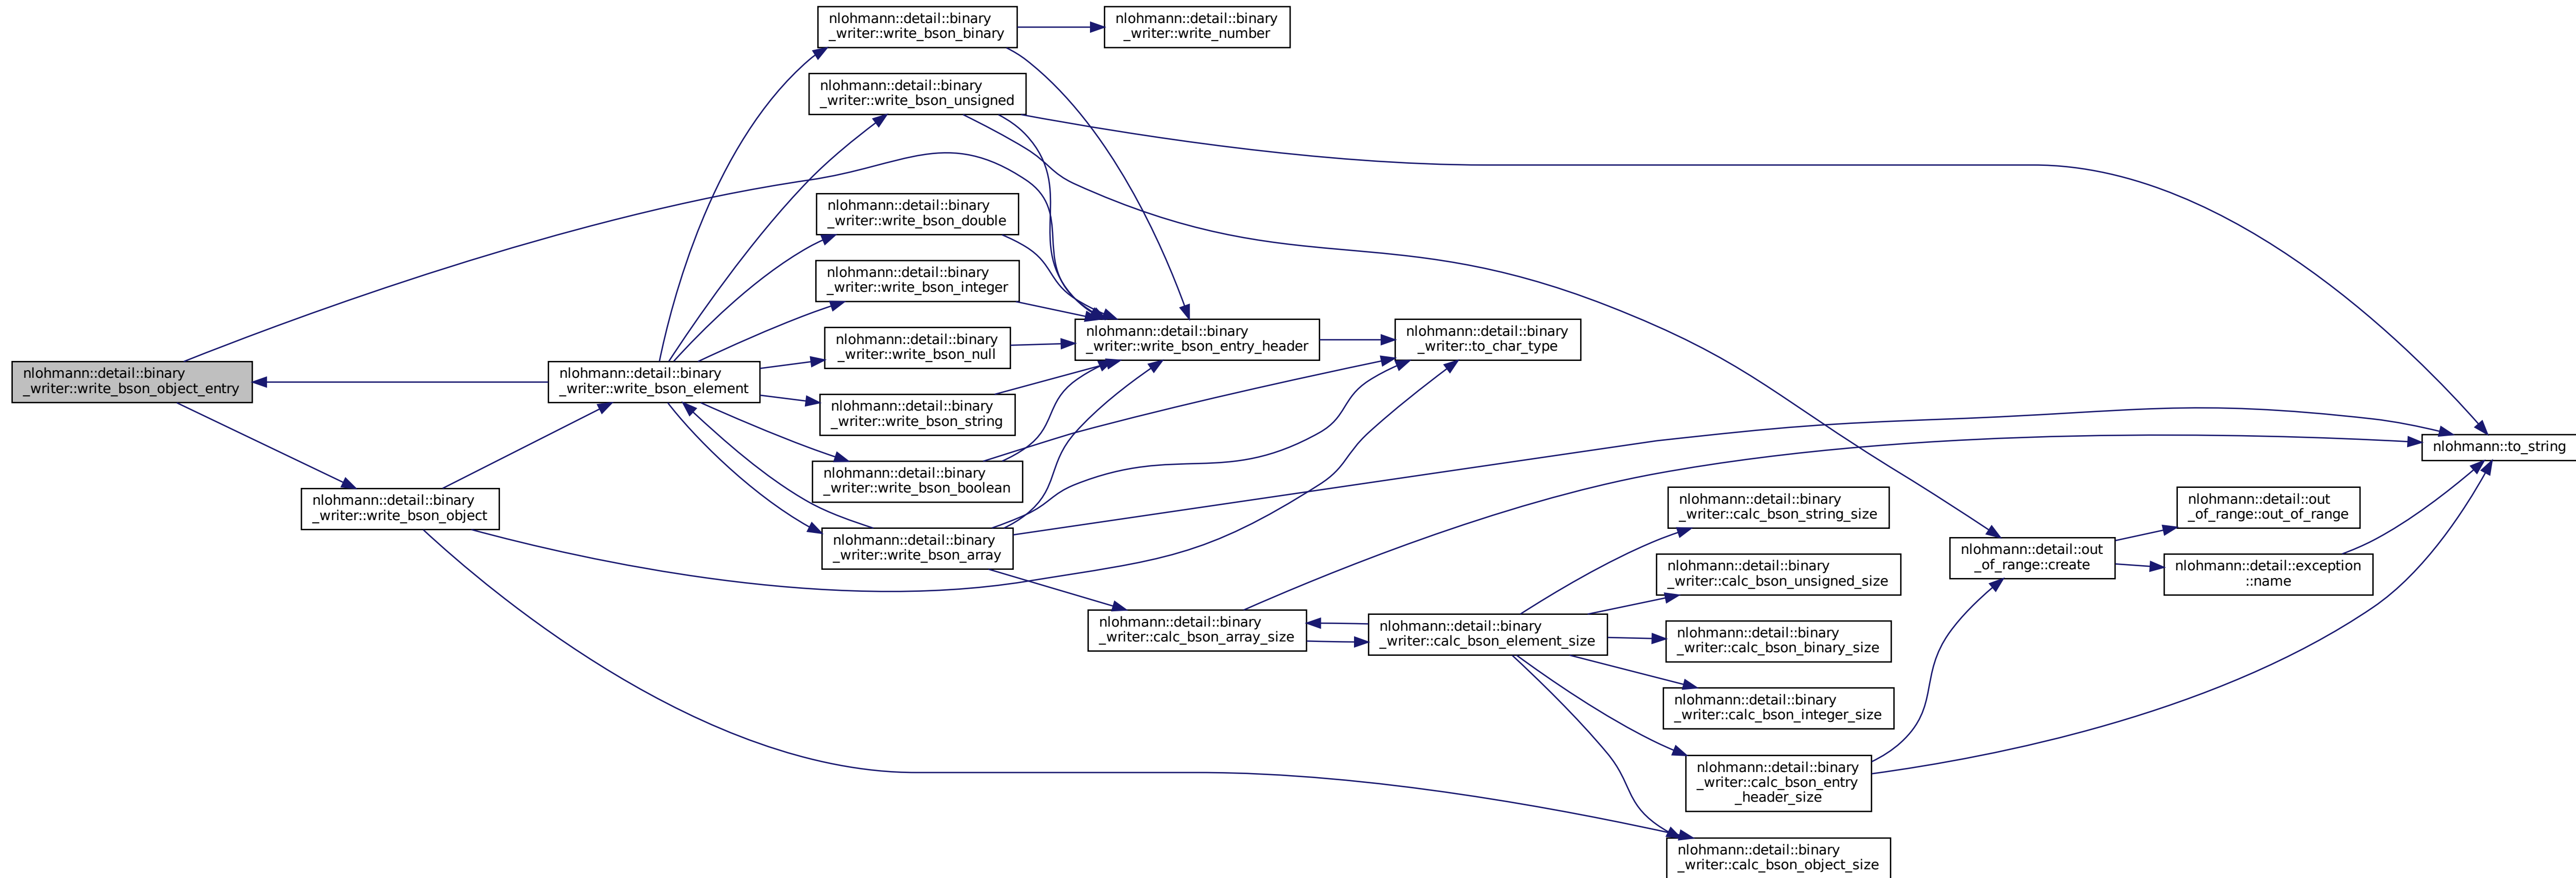 nlohmann::detail::binary
_writer::write_bson_binary
nlohmann::detail::binary
_writer::write_number
nlohmann::detail::binary
_writer::write_bson_unsigned
nlohmann::detail::binary
_writer::write_bson_double
nlohmann::detail::binary
_writer::write_bson_integer
nlohmann::detail::binary
_writer::write_bson_null
nlohmann::detail::binary
_writer::write_bson_entry_header
nlohmann::detail::binary
_writer::to_char_type
nlohmann::detail::binary
_writer::write_bson_object_entry
nlohmann::detail::binary
_writer::write_bson_element
nlohmann::detail::binary
_writer::write_bson_string
nlohmann::to_string
nlohmann::detail::binary
_writer::write_bson_boolean
nlohmann::detail::binary
_writer::write_bson_object
nlohmann::detail::binary
_writer::calc_bson_string_size
nlohmann::detail::out
_of_range::out_of_range
nlohmann::detail::binary
_writer::write_bson_array
nlohmann::detail::out
_of_range::create
nlohmann::detail::binary
_writer::calc_bson_unsigned_size
nlohmann::detail::exception
::name
nlohmann::detail::binary
_writer::calc_bson_array_size
nlohmann::detail::binary
_writer::calc_bson_element_size
nlohmann::detail::binary
_writer::calc_bson_binary_size
nlohmann::detail::binary
_writer::calc_bson_integer_size
nlohmann::detail::binary
_writer::calc_bson_entry
_header_size
nlohmann::detail::binary
_writer::calc_bson_object_size